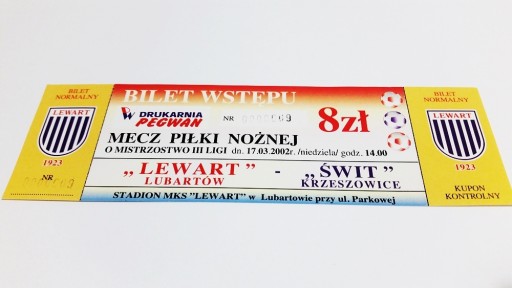 BILET
NORMALNY
LEWART
1923
NR
BILET WSTĘPU
DRUKARNIA
PEGWAN
NR
8zł
MECZ PIŁKI NOŻNEJ
O MISTRZOSTWO III LIGI dn. 17.03.2002r. /niedziela/ godz. 14.00
„LEWART” - „ŚWIT”
LUBARTÓW KRZESZOWICE
STADION MKS "LEWART" w Lubartowie przy ul. Parkowej
BILET
NORMALNY
LEWART
1923
KUPON
KONTROLNY